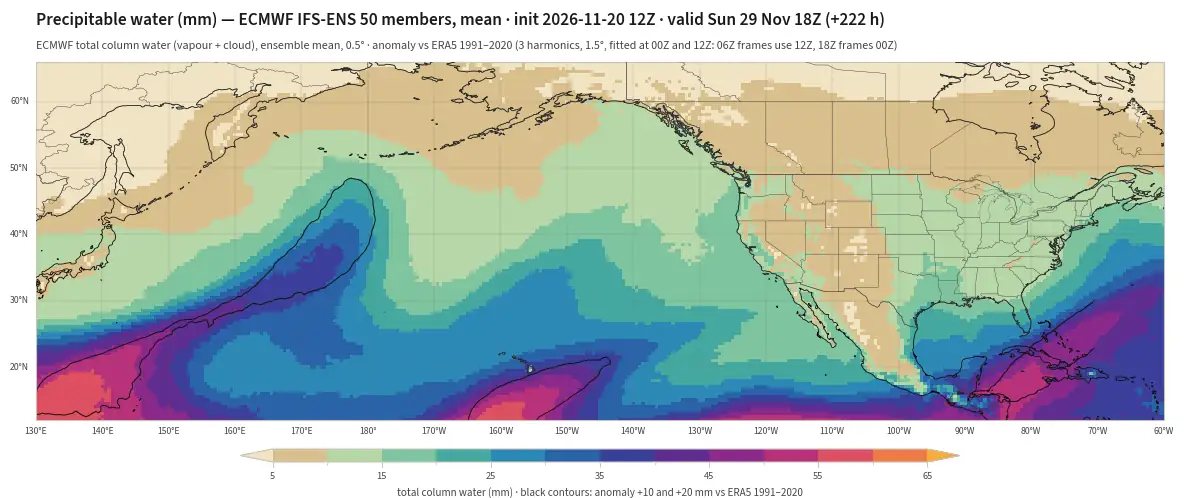 Precipitable water (mm) — ECMWF IFS-ENS 50 members, mean · init 2026-11-20 12Z · valid Sun 29 Nov 18Z (+222 h)
ECMWF total column water (vapour + cloud), ensemble mean, 0.5° · anomaly vs ERA5 1991–2020 (3 harmonics, 1.5°, fitted at 00Z and 12Z: 06Z frames use 12Z, 18Z frames 00Z)
60°N
50°N
40°N
30°N
20°N
130°E 140°E 150°E 160°E 170°E 180° 170°W 160°W 150°W 140°W 130°W 120°W 110°W 100°W 90°W 80°W 70°W 60°W
5 15 25 35 45 55 65
total column water (mm) · black contours: anomaly +10 and +20 mm vs ERA5 1991–2020